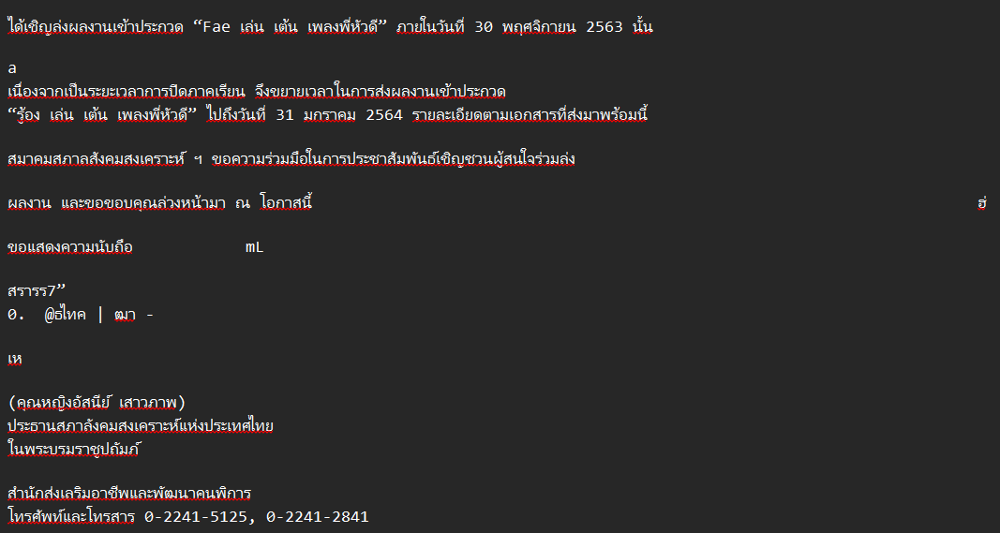 ได้เชิญล่งผลงานเข้าประกวด “Fae เล่น เต้น เพลงพี่หัวดี” ภายในวันที่ 30 พฤศจิกายน 2563 นั้น
a
เนื่องจากเป็นระยะเวลาการปิดภาคเรียน จึงขยายเวลาในการส่งผลงานเข้าประกวด
“รู้อง เล่น เต้น เพลงพี่หัวดี” ไปถึงวันที่ 31 มกราคม 2564 รายละเอียดตามเอกสารที่ส่งมาพร้อมนี้
สมาคมสภาลสังคมสงเคราะห์ ฯ ขอความร่วมมือในการประชาสัมพันธ์เชิญชวนผู้สนใจร่วมล่ง
ผลงาน และขอขอบคุณล่วงหน้ามา ณ โอกาสนี้ ฮ่
ขอแสดงความนับถือ mL
สรารร7”
0. @ธไทค | ฒา -
เห
(คุณหญิงอัสนีย์ เสาวภาพ)
ประธานสภาลังคมสงเคราะห์แห่งประเทศไทย
ในพระบรมราชูปถัมภ์
สำนักส่งเลริมอาชีพและพัฒนาคนพิการ
โทรศัพท์และโทรสาร 0-2241-5125, 0-2241-2841